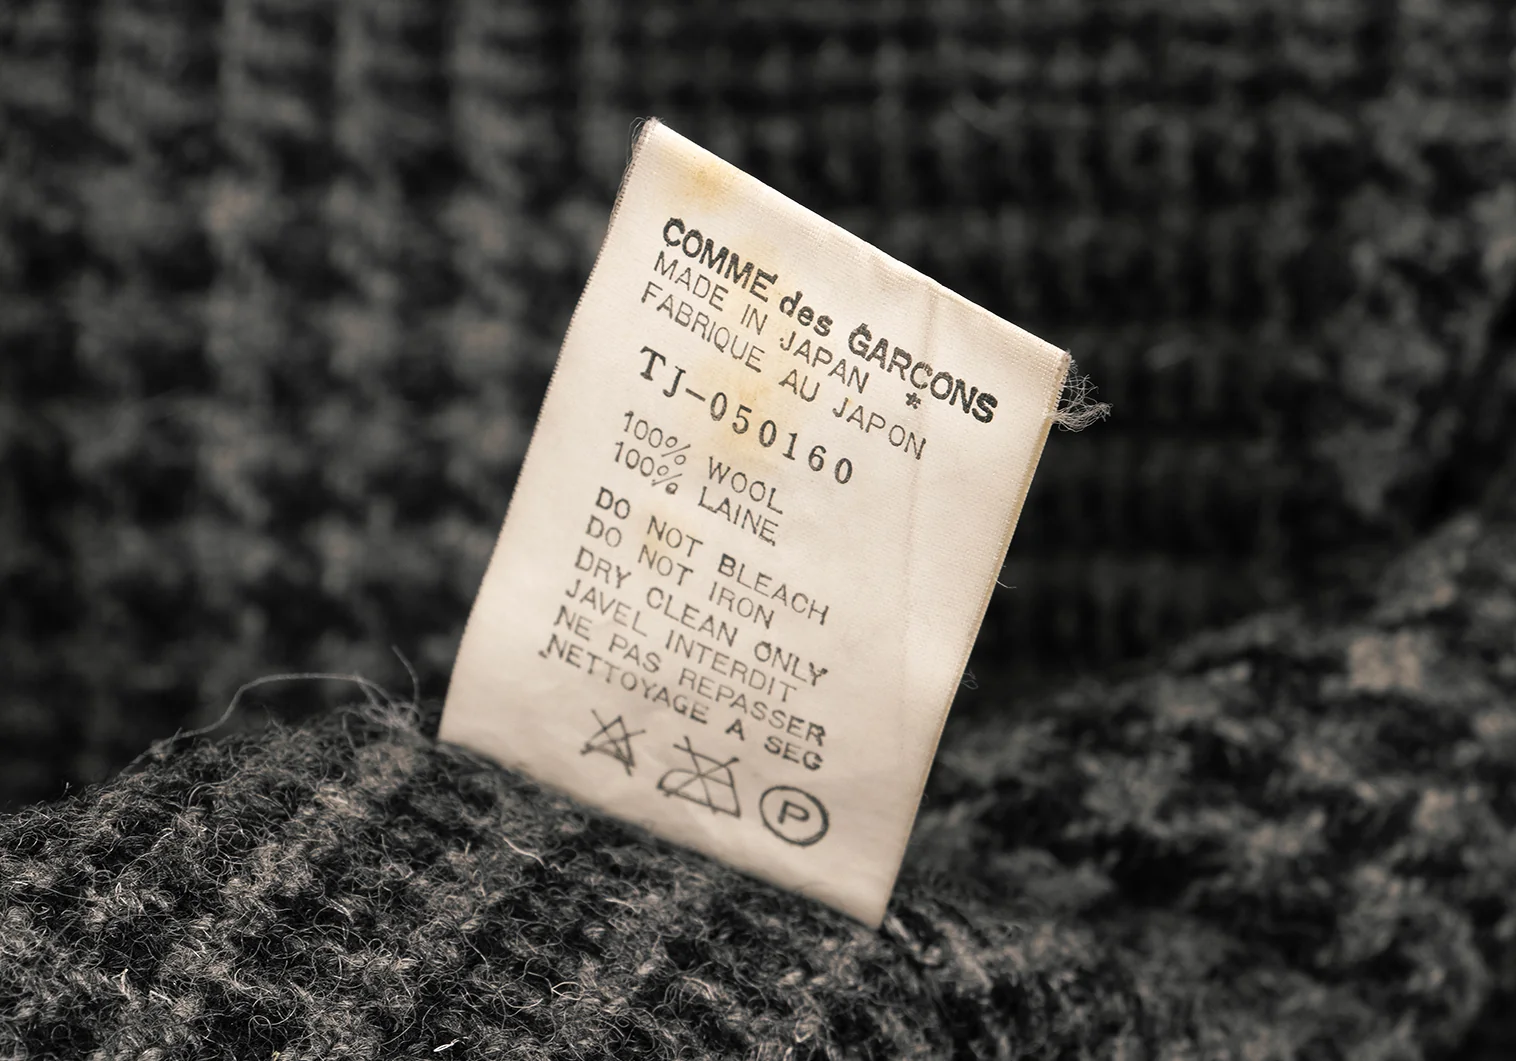 COMME des GARCONS
MADE IN JAPAN *
FABRIQUE AU JAPON
TJ-050160
100% WOOL
100% LAINE
DO NOT BLEACH
DO NOT IRON
DRY CLEAN ONLY
JAVEL INTERDIT
NE PAS REPASSER
NETTOYAGE A SEG
P